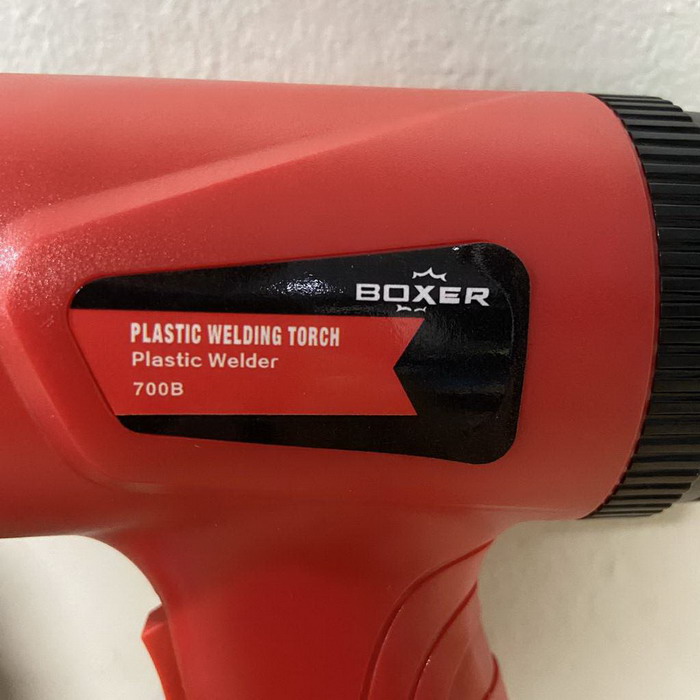 BOXER
PLASTIC WELDING TORCH
Plastic Welder
700B